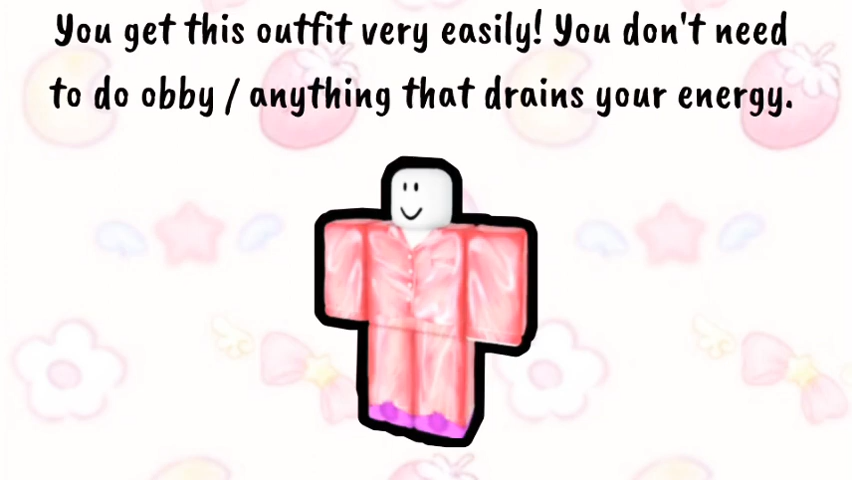 You get this outfit very easily! You don't need
to do obby / anything that drains your energy.